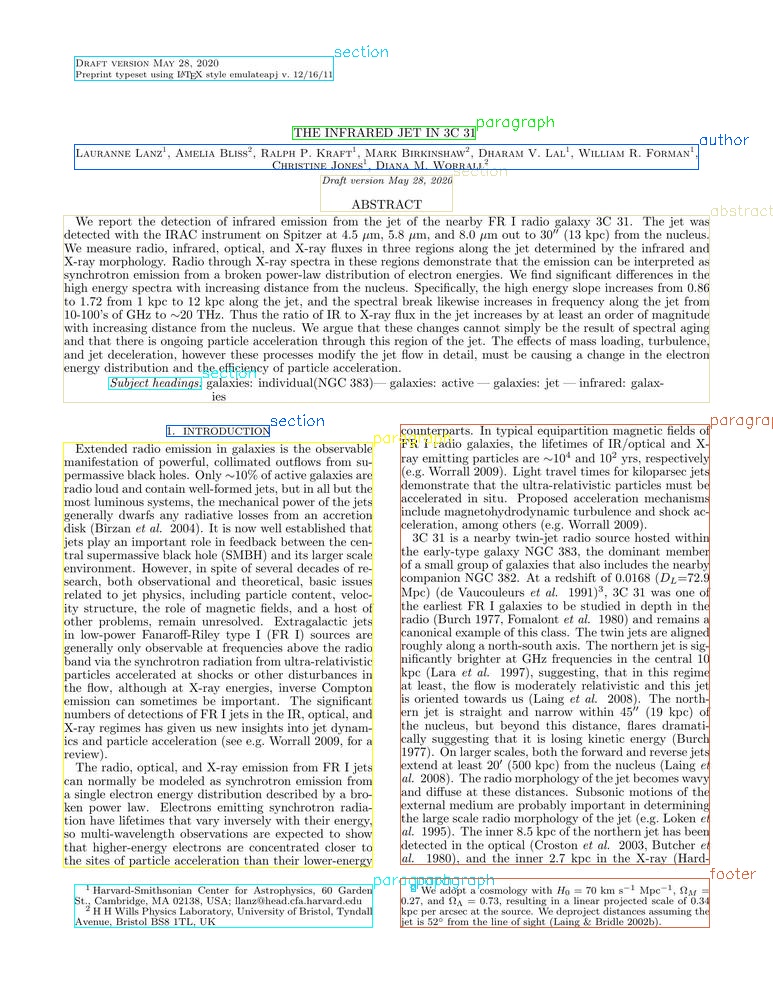 DRAFT VERSION MAY 28, 2020
section
Preprint typeset using LATEX style emulateapj v. 12/16/11
THE INFRARED JET IN 3C 31
paragraph
LAURANNE LANZ1, AMELIA BLISS2, RALPH P. KRAFT1, MARK BIRKINSHAW2, DHARAM V. LAL1, WILLIAM R. FORMAN1,
author
CHRISTINE JONES1, DIANA M. WORRALL2
section
Draft version May 28, 2020
ABSTRACT
abstract
We report the detection of infrared emission from the jet of the nearby FR I radio galaxy 3C 31. The jet was
detected with the IRAC instrument on Spitzer at 4.5 μm, 5.8 μm, and 8.0 μm out to 30″ (13 kpc) from the nucleus.
We measure radio, infrared, optical, and X-ray fluxes in three regions along the jet determined by the infrared and
X-ray morphology. Radio through X-ray spectra in these regions demonstrate that the emission can be interpreted as
synchrotron emission from a broken power-law distribution of electron energies. We find significant differences in the
high energy spectra with increasing distance from the nucleus. Specifically, the high energy slope increases from 0.86
to 1.72 from 1 kpc to 12 kpc along the jet, and the spectral break likewise increases in frequency along the jet from
10-100's of GHz to ~20 THz. Thus the ratio of IR to X-ray flux in the jet increases by at least an order of magnitude
with increasing distance from the nucleus. We argue that these changes cannot simply be the result of spectral aging
and that there is ongoing particle acceleration through this region of the jet. The effects of mass loading, turbulence,
and jet deceleration, however these processes modify the jet flow in detail, must be causing a change in the electron
energy distribution and the efficiency of particle acceleration.
section
Subject headings: galaxies: individual(NGC 383)— galaxies: active — galaxies: jet — infrared: galax-
ies
1. INTRODUCTION
section
paragraph
Extended radio emission in galaxies is the observable
manifestation of powerful, collimated outflows from su-
permassive black holes. Only ~10% of active galaxies are
radio loud and contain well-formed jets, but in all but the
most luminous systems, the mechanical power of the jets
generally dwarfs any radiative losses from an accretion
disk (Birzan et al. 2004). It is now well established that
jets play an important role in feedback between the cen-
tral supermassive black hole (SMBH) and its larger scale
environment. However, in spite of several decades of re-
search, both observational and theoretical, basic issues
related to jet physics, including particle content, veloc-
ity structure, the role of magnetic fields, and a host of
other problems, remain unresolved. Extragalactic jets
in low-power Fanaroff-Riley type I (FR I) sources are
generally only observable at frequencies above the radio
band via the synchrotron radiation from ultra-relativistic
particles accelerated at shocks or other disturbances in
the flow, although at X-ray energies, inverse Compton
emission can sometimes be important. The significant
numbers of detections of FR I jets in the IR, optical, and
X-ray regimes has given us new insights into jet dynam-
ics and particle acceleration (see e.g. Worrall 2009, for a
review).
The radio, optical, and X-ray emission from FR I jets
can normally be modeled as synchrotron emission from
a single electron energy distribution described by a bro-
ken power law. Electrons emitting synchrotron radia-
tion have lifetimes that vary inversely with their energy,
so multi-wavelength observations are expected to show
that higher-energy electrons are concentrated closer to
the sites of particle acceleration than their lower-energy
paragraph
1 Harvard-Smithsonian Center for Astrophysics, 60 Garden
St., Cambridge, MA 02138, USA; llanz@head.cfa.harvard.edu
2 H H Wills Physics Laboratory, University of Bristol, Tyndall
Avenue, Bristol BS8 1TL, UK
paragraph
counterparts. In typical equipartition magnetic fields of
FR I radio galaxies, the lifetimes of IR/optical and X-
ray emitting particles are ~10^4 and 10^2 yrs, respectively
(e.g. Worrall 2009). Light travel times for kiloparsec jets
demonstrate that the ultra-relativistic particles must be
accelerated in situ. Proposed acceleration mechanisms
include magnetohydrodynamic turbulence and shock ac-
celeration, among others (e.g. Worrall 2009).
3C 31 is a nearby twin-jet radio source hosted within
the early-type galaxy NGC 383, the dominant member
of a small group of galaxies that also includes the nearby
companion NGC 382. At a redshift of 0.0168 (D_L=72.9
Mpc) (de Vaucouleurs et al. 1991)3, 3C 31 was one of
the earliest FR I galaxies to be studied in depth in the
radio (Burch 1977, Fomalont et al. 1980) and remains a
canonical example of this class. The twin jets are aligned
roughly along a north-south axis. The northern jet is sig-
nificantly brighter at GHz frequencies in the central 10
kpc (Lara et al. 1997), suggesting, that in this regime
at least, the flow is moderately relativistic and this jet
is oriented towards us (Laing et al. 2008). The north-
ern jet is straight and narrow within 45″ (19 kpc) of
the nucleus, but beyond this distance, flares dramati-
cally suggesting that it is losing kinetic energy (Burch
1977). On larger scales, both the forward and reverse jets
extend at least 20′ (500 kpc) from the nucleus (Laing et
al. 2008). The radio morphology of the jet becomes wavy
and diffuse at these distances. Subsonic motions of the
external medium are probably important in determining
the large scale radio morphology of the jet (e.g. Loken et
al. 1995). The inner 8.5 kpc of the northern jet has been
detected in the optical (Croston et al. 2003, Butcher et
al. 1980), and the inner 2.7 kpc in the X-ray (Hard-
paragraph
footer
3 We adopt a cosmology with H0 = 70 km s−1 Mpc−1, ΩM =
0.27, and ΩΛ = 0.73, resulting in a linear projected scale of 0.34
kpc per arcsec at the source. We deproject distances assuming the
jet is 52° from the line of sight (Laing & Bridle 2002b).